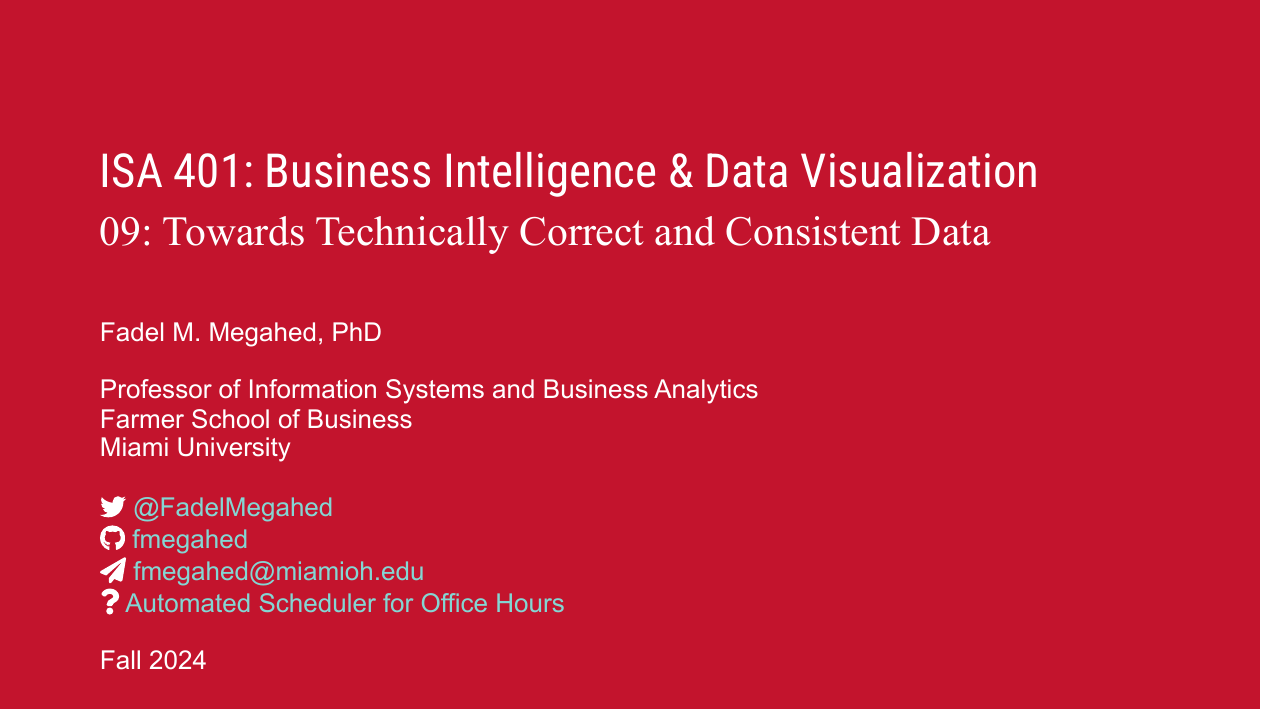 ISA 401: Business Intelligence & Data Visualization
09: Towards Technically Correct and Consistent Data
Fadel M. Megahed, PhD
Professor of Information Systems and Business Analytics
Farmer School of Business
Miami University
@FadelMegahed
fmegahed
fmegahed@miamioh.edu
? Automated Scheduler for Office Hours
Fall 2024